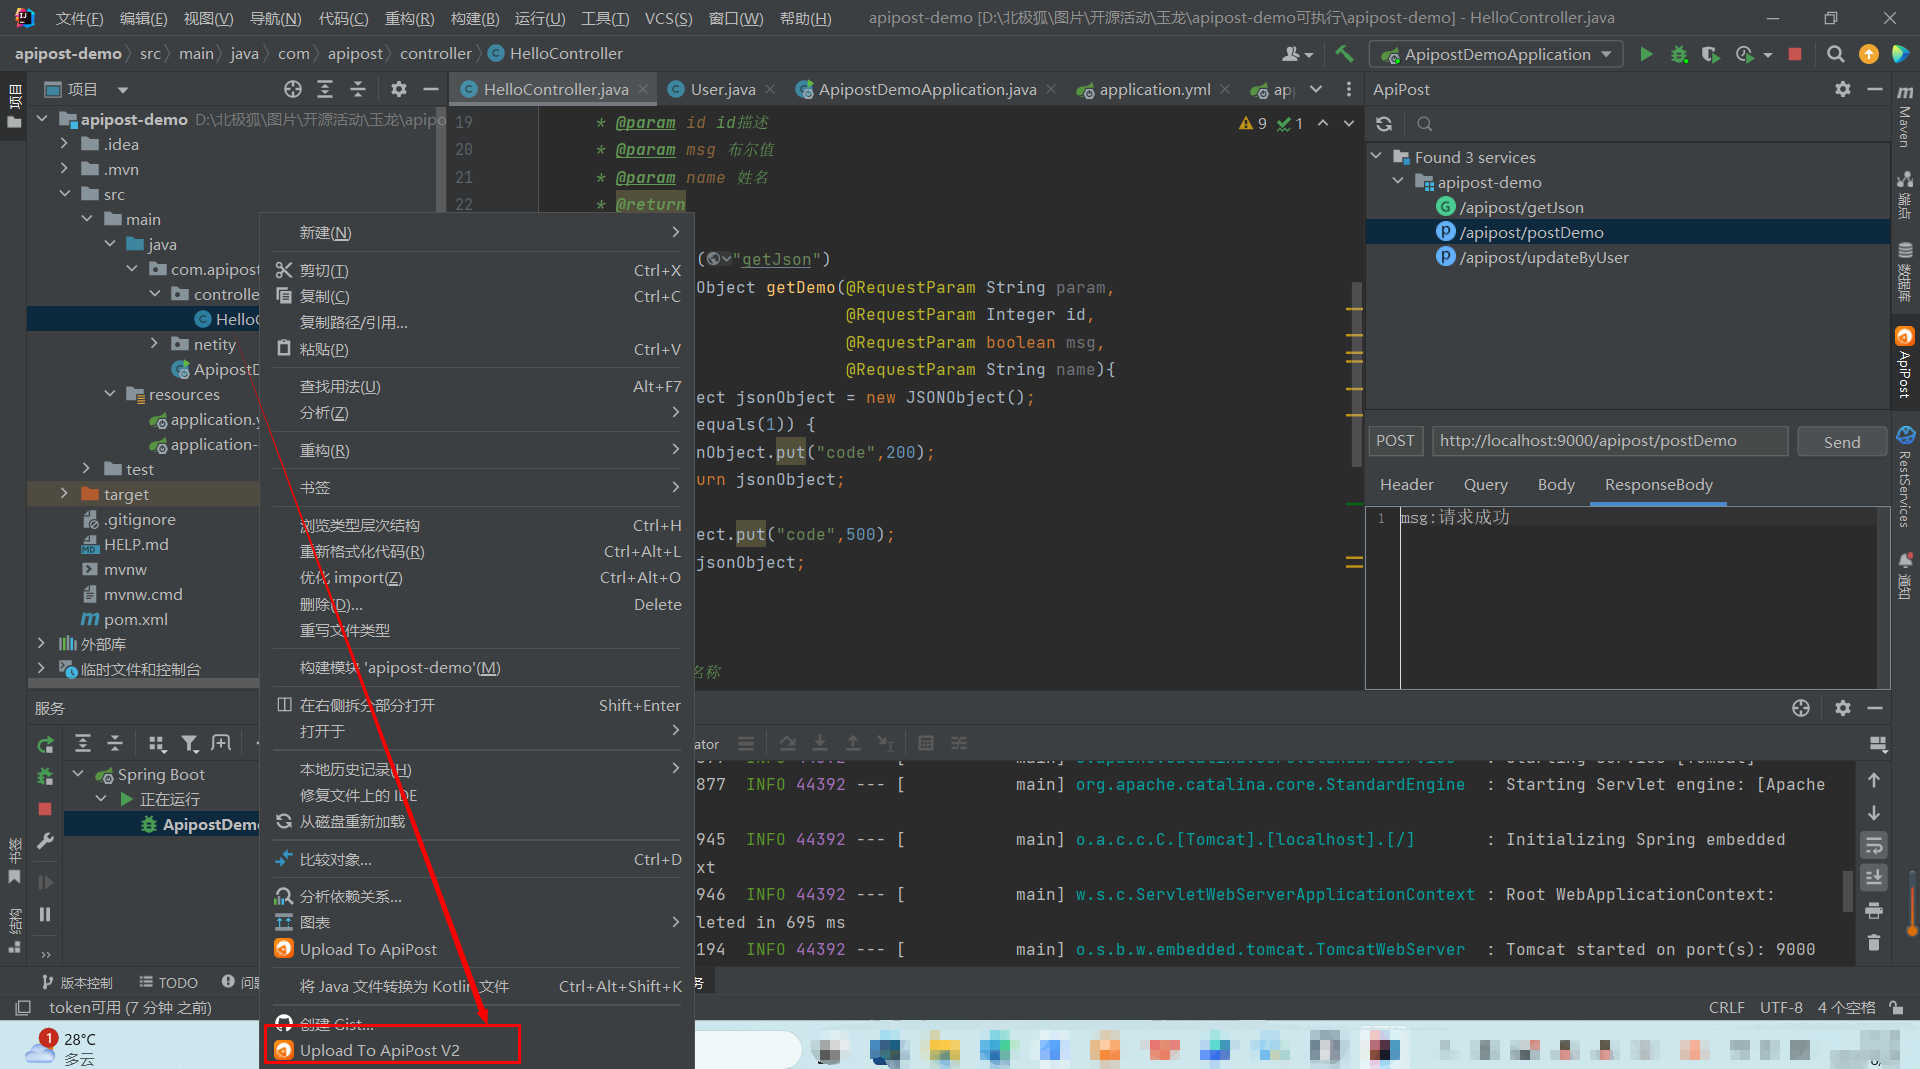 文件(F) 编辑(E) 视图(V) 导航(N) 代码(C) 重构(R) 构建(B) 运行(U) 工具(T) VCS(S) 窗口(W) 帮助(H) apipost-demo [D:\北极狐\图片\开源活动\玉龙\apipost-demo可执行\apipost-demo] - HelloController.java
apipost-demo src main java com apipost controller HelloController
ApipostDemoApplication
项目
HelloController.java User.java ApipostDemoApplication.java application.yml ap
ApiPost
apipost-demo D:\北极狐\图片\开源活动\玉龙\apipo
.idea
.mvn
src
main
java
com.apipost
controlle
Hello
netity
ApipostD
resources
application.y
application-
test
target
.gitignore
HELP.md
mvnw
mvnw.cmd
pom.xml
外部库
临时文件和控制台
19 * @param id id描述
20 * @param msg 布尔值
21 * @param name 姓名
22 * @return
9 1
("getJson")
Object getDemo(@RequestParam String param,
@RequestParam Integer id,
@RequestParam boolean msg,
@RequestParam String name){
ect jsonObject = new JSONObject();
equals(1)) {
nObject.put("code",200);
urn jsonObject;
ect.put("code",500);
jsonObject;
名称
新建(N)
剪切(T) Ctrl+X
复制(C) Ctrl+C
复制路径/引用...
粘贴(P) Ctrl+V
查找用法(U) Alt+F7
分析(Z)
重构(R)
书签
浏览类型层次结构 Ctrl+H
重新格式化代码(R) Ctrl+Alt+L
优化 import(Z) Ctrl+Alt+O
删除(D)... Delete
重写文件类型
构建模块 'apipost-demo'(M)
在右侧拆分部分打开 Shift+Enter
打开于
本地历史记录(H)
修复文件上的 IDE
从磁盘重新加载
比较对象... Ctrl+D
分析依赖关系...
图表
Upload To ApiPost
将 Java 文件转换为 Kotlin 文件 Ctrl+Alt+Shift+K
创建 Gist...
Upload To ApiPost V2
Found 3 services
apipost-demo
G /apipost/getJson
P /apipost/postDemo
P /apipost/updateByUser
POST http://localhost:9000/apipost/postDemo Send
Header Query Body ResponseBody
1 msg:请求成功
Maven
端点
数据库
ApiPost
RestServices
通知
项目
书签
结构
服务
Spring Boot
正在运行
ApipostDemo
ator
877 INFO 44392 --- [ main] org.apache.catalina.core.StandardEngine : Starting Servlet engine: [Apache
945 INFO 44392 --- [ main] o.a.c.c.C.[Tomcat].[localhost].[/] : Initializing Spring embedded
xt
946 INFO 44392 --- [ main] w.s.c.ServletWebServerApplicationContext : Root WebApplicationContext:
leted in 695 ms
194 INFO 44392 --- [ main] o.s.b.w.embedded.tomcat.TomcatWebServer : Tomcat started on port(s): 9000
版本控制 TODO 问题 务
token可用 (7 分钟 之前) CRLF UTF-8 4 个空格
1 28°C
多云